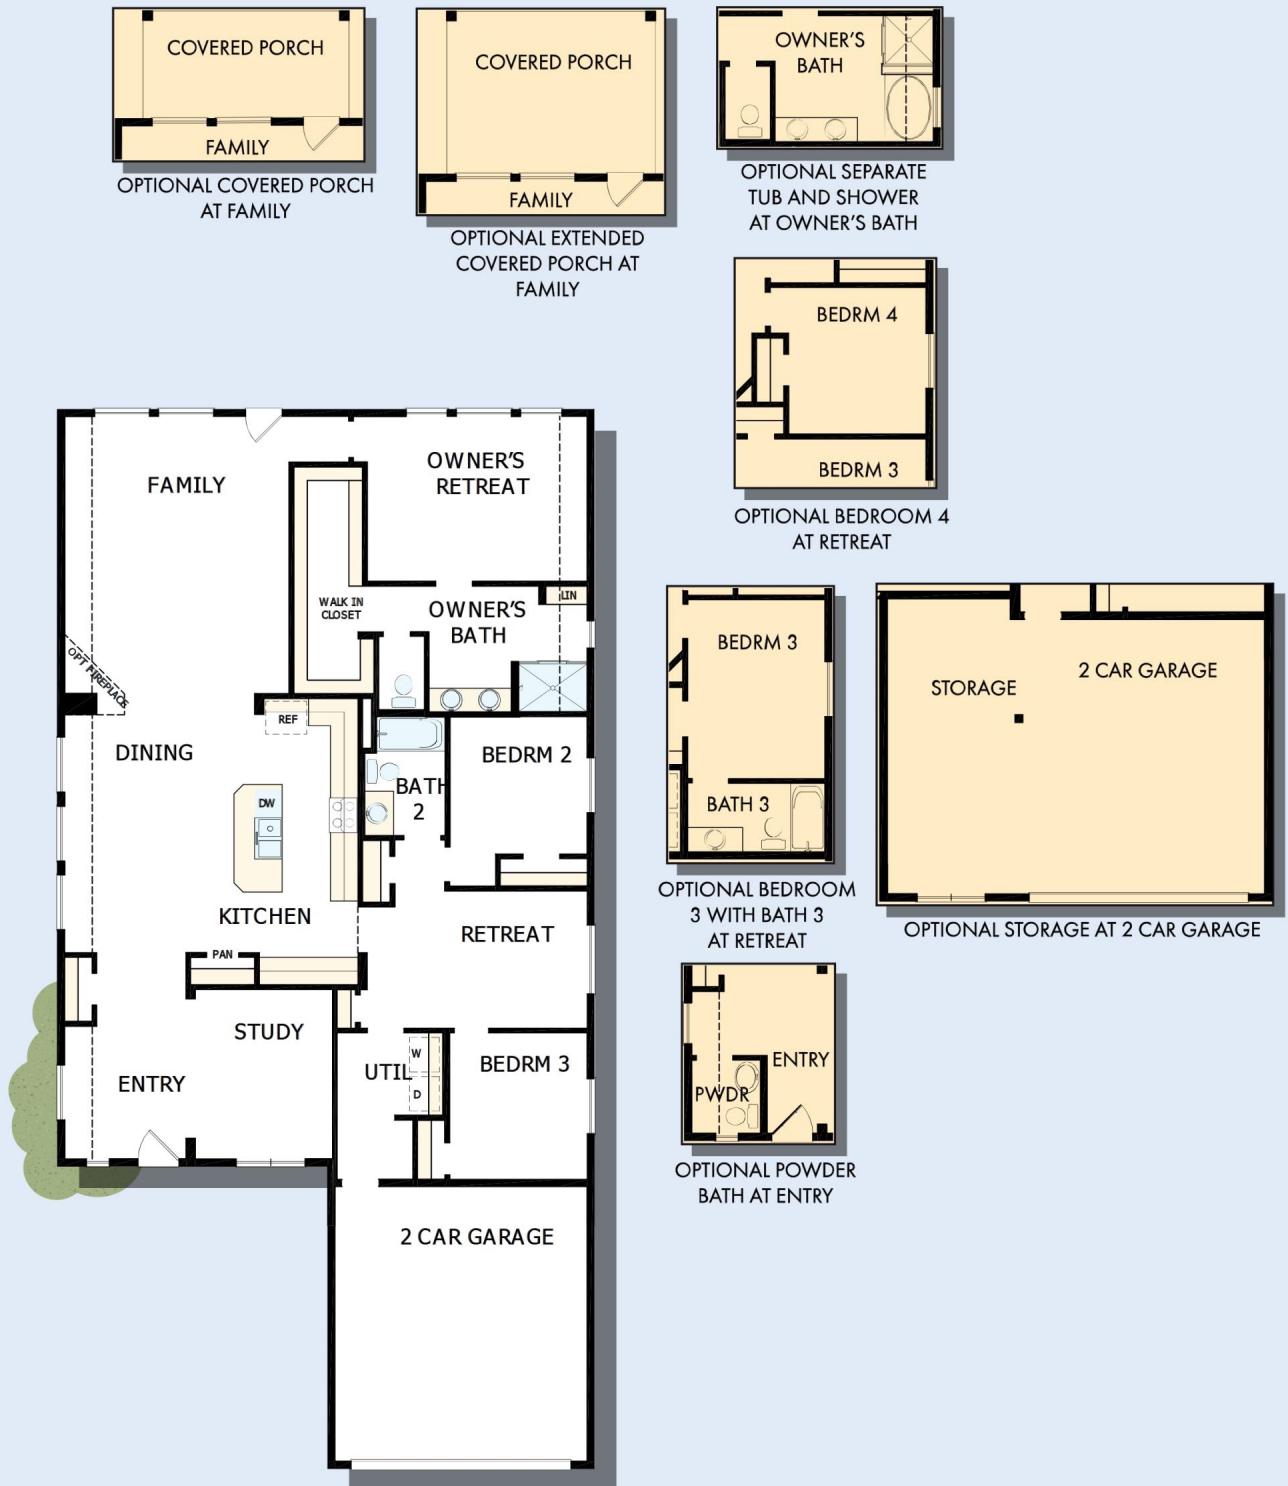 COVERED PORCH
FAMILY
OPTIONAL COVERED PORCH
AT FAMILY
COVERED PORCH
FAMILY
OPTIONAL EXTENDED
COVERED PORCH AT
FAMILY
OWNER'S
BATH
OPTIONAL SEPARATE
TUB AND SHOWER
AT OWNER'S BATH
BEDRM 4
BEDRM 3
OPTIONAL BEDROOM 4
AT RETREAT
FAMILY
OWNER'S
RETREAT
WALK IN
CLOSET
OWNER'S
BATH
LIN
OPT FIREPLACE
REF
DINING
BEDRM 2
BATH
2
DW
KITCHEN
RETREAT
PAN
STUDY
ENTRY
UTIL
W
D
BEDRM 3
2 CAR GARAGE
BEDRM 3
BATH 3
OPTIONAL BEDROOM
3 WITH BATH 3
AT RETREAT
STORAGE
2 CAR GARAGE
OPTIONAL STORAGE AT 2 CAR GARAGE
ENTRY
PWDR
OPTIONAL POWDER
BATH AT ENTRY